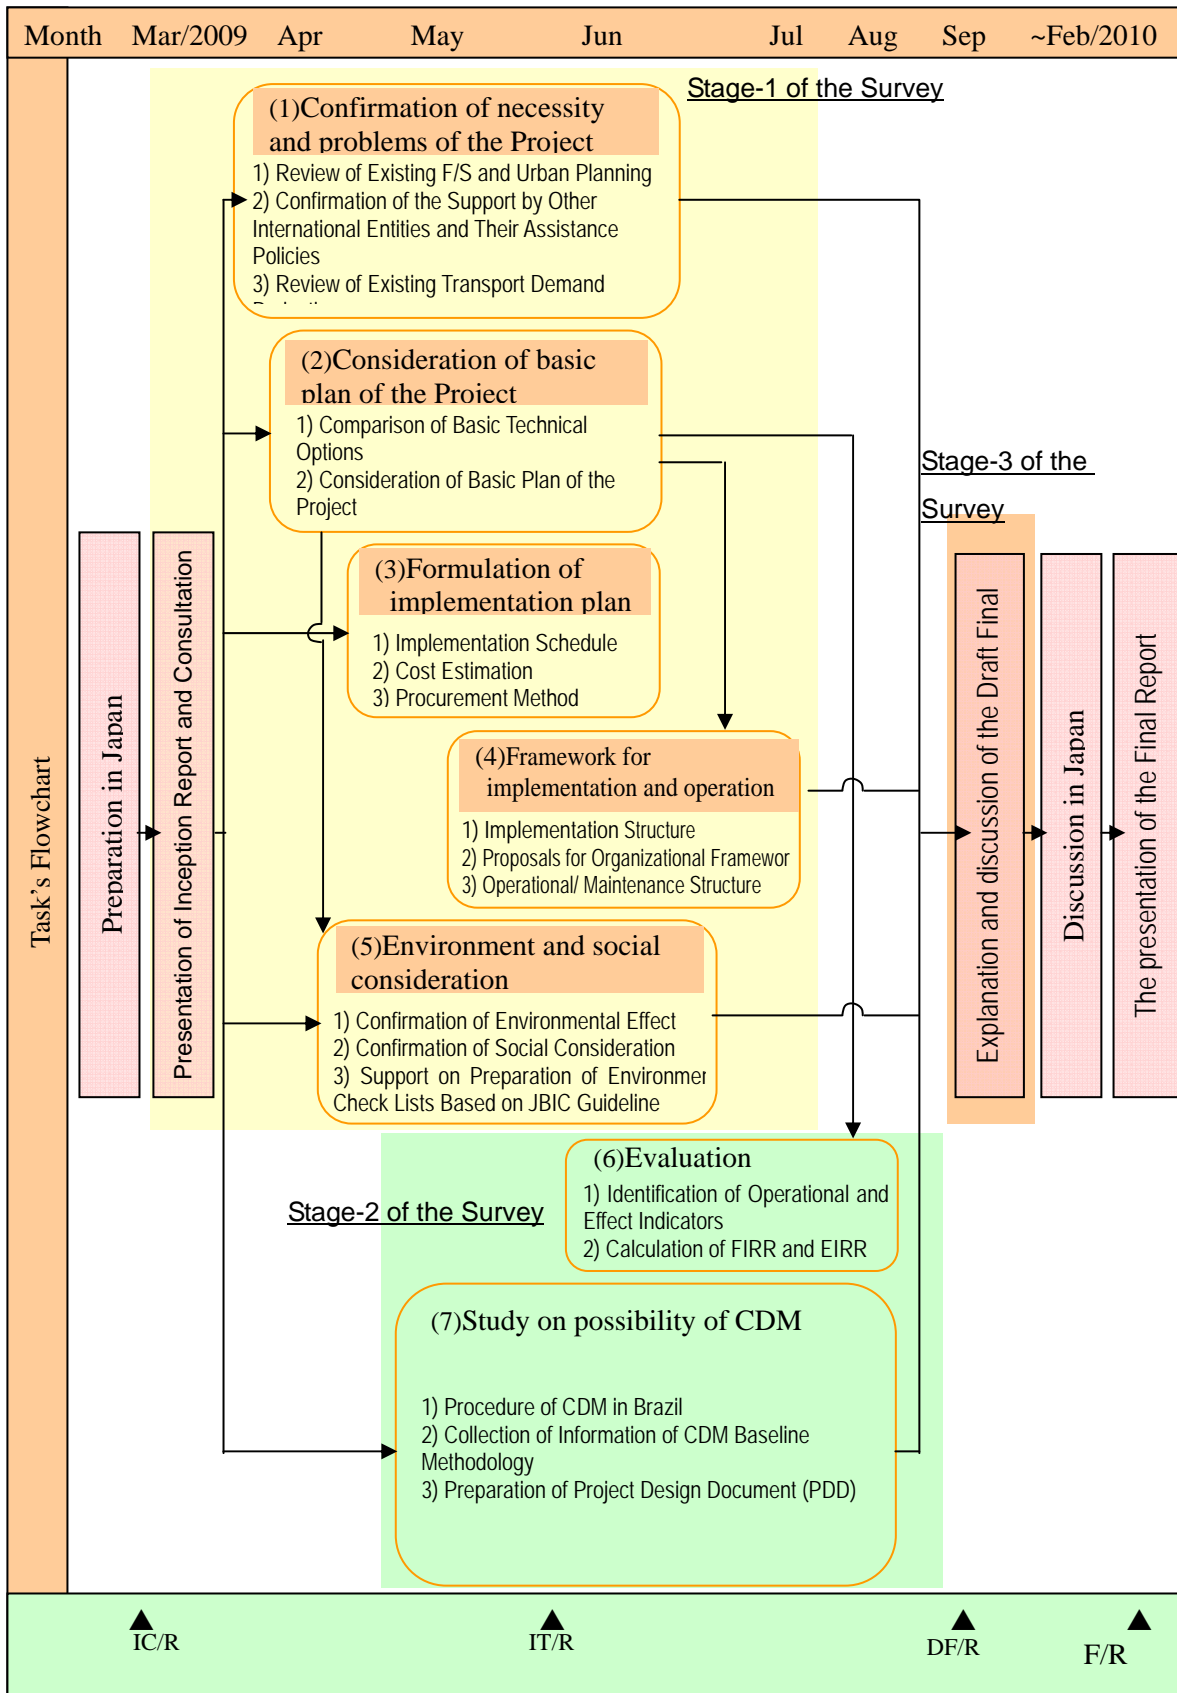 Month Mar/2009 Apr May Jun Jul Aug Sep ~Feb/2010
Task's Flowchart
Preparation in Japan
Presentation of Inception Report and Consultation
Stage-1 of the Survey
(1)Confirmation of necessity
and problems of the Project
1) Review of Existing F/S and Urban Planning
2) Confirmation of the Support by Other
International Entities and Their Assistance
Policies
3) Review of Existing Transport Demand
(2)Consideration of basic
plan of the Project
1) Comparison of Basic Technical
Options
2) Consideration of Basic Plan of the
Project
(3)Formulation of
implementation plan
1) Implementation Schedule
2) Cost Estimation
3) Procurement Method
(4)Framework for
implementation and operation
1) Implementation Structure
2) Proposals for Organizational Framewor
3) Operational/ Maintenance Structure
(5)Environment and social
consideration
1) Confirmation of Environmental Effect
2) Confirmation of Social Consideration
3) Support on Preparation of Environmen
Check Lists Based on JBIC Guideline
Stage-2 of the Survey
(6)Evaluation
1) Identification of Operational and
Effect Indicators
2) Calculation of FIRR and EIRR
(7)Study on possibility of CDM
1) Procedure of CDM in Brazil
2) Collection of Information of CDM Baseline
Methodology
3) Preparation of Project Design Document (PDD)
Stage-3 of the
Survey
Explanation and discussion of the Draft Final
Discussion in Japan
The presentation of the Final Report
IC/R IT/R DF/R F/R